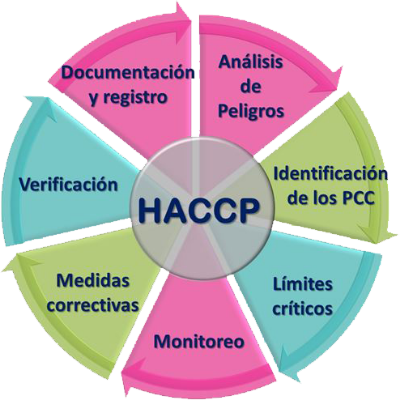 Análisis
de
Peligros
Identificación
de los PCC
Límites
críticos
Monitoreo
Medidas
correctivas
Verificación
Documentación
y registro
HACCP